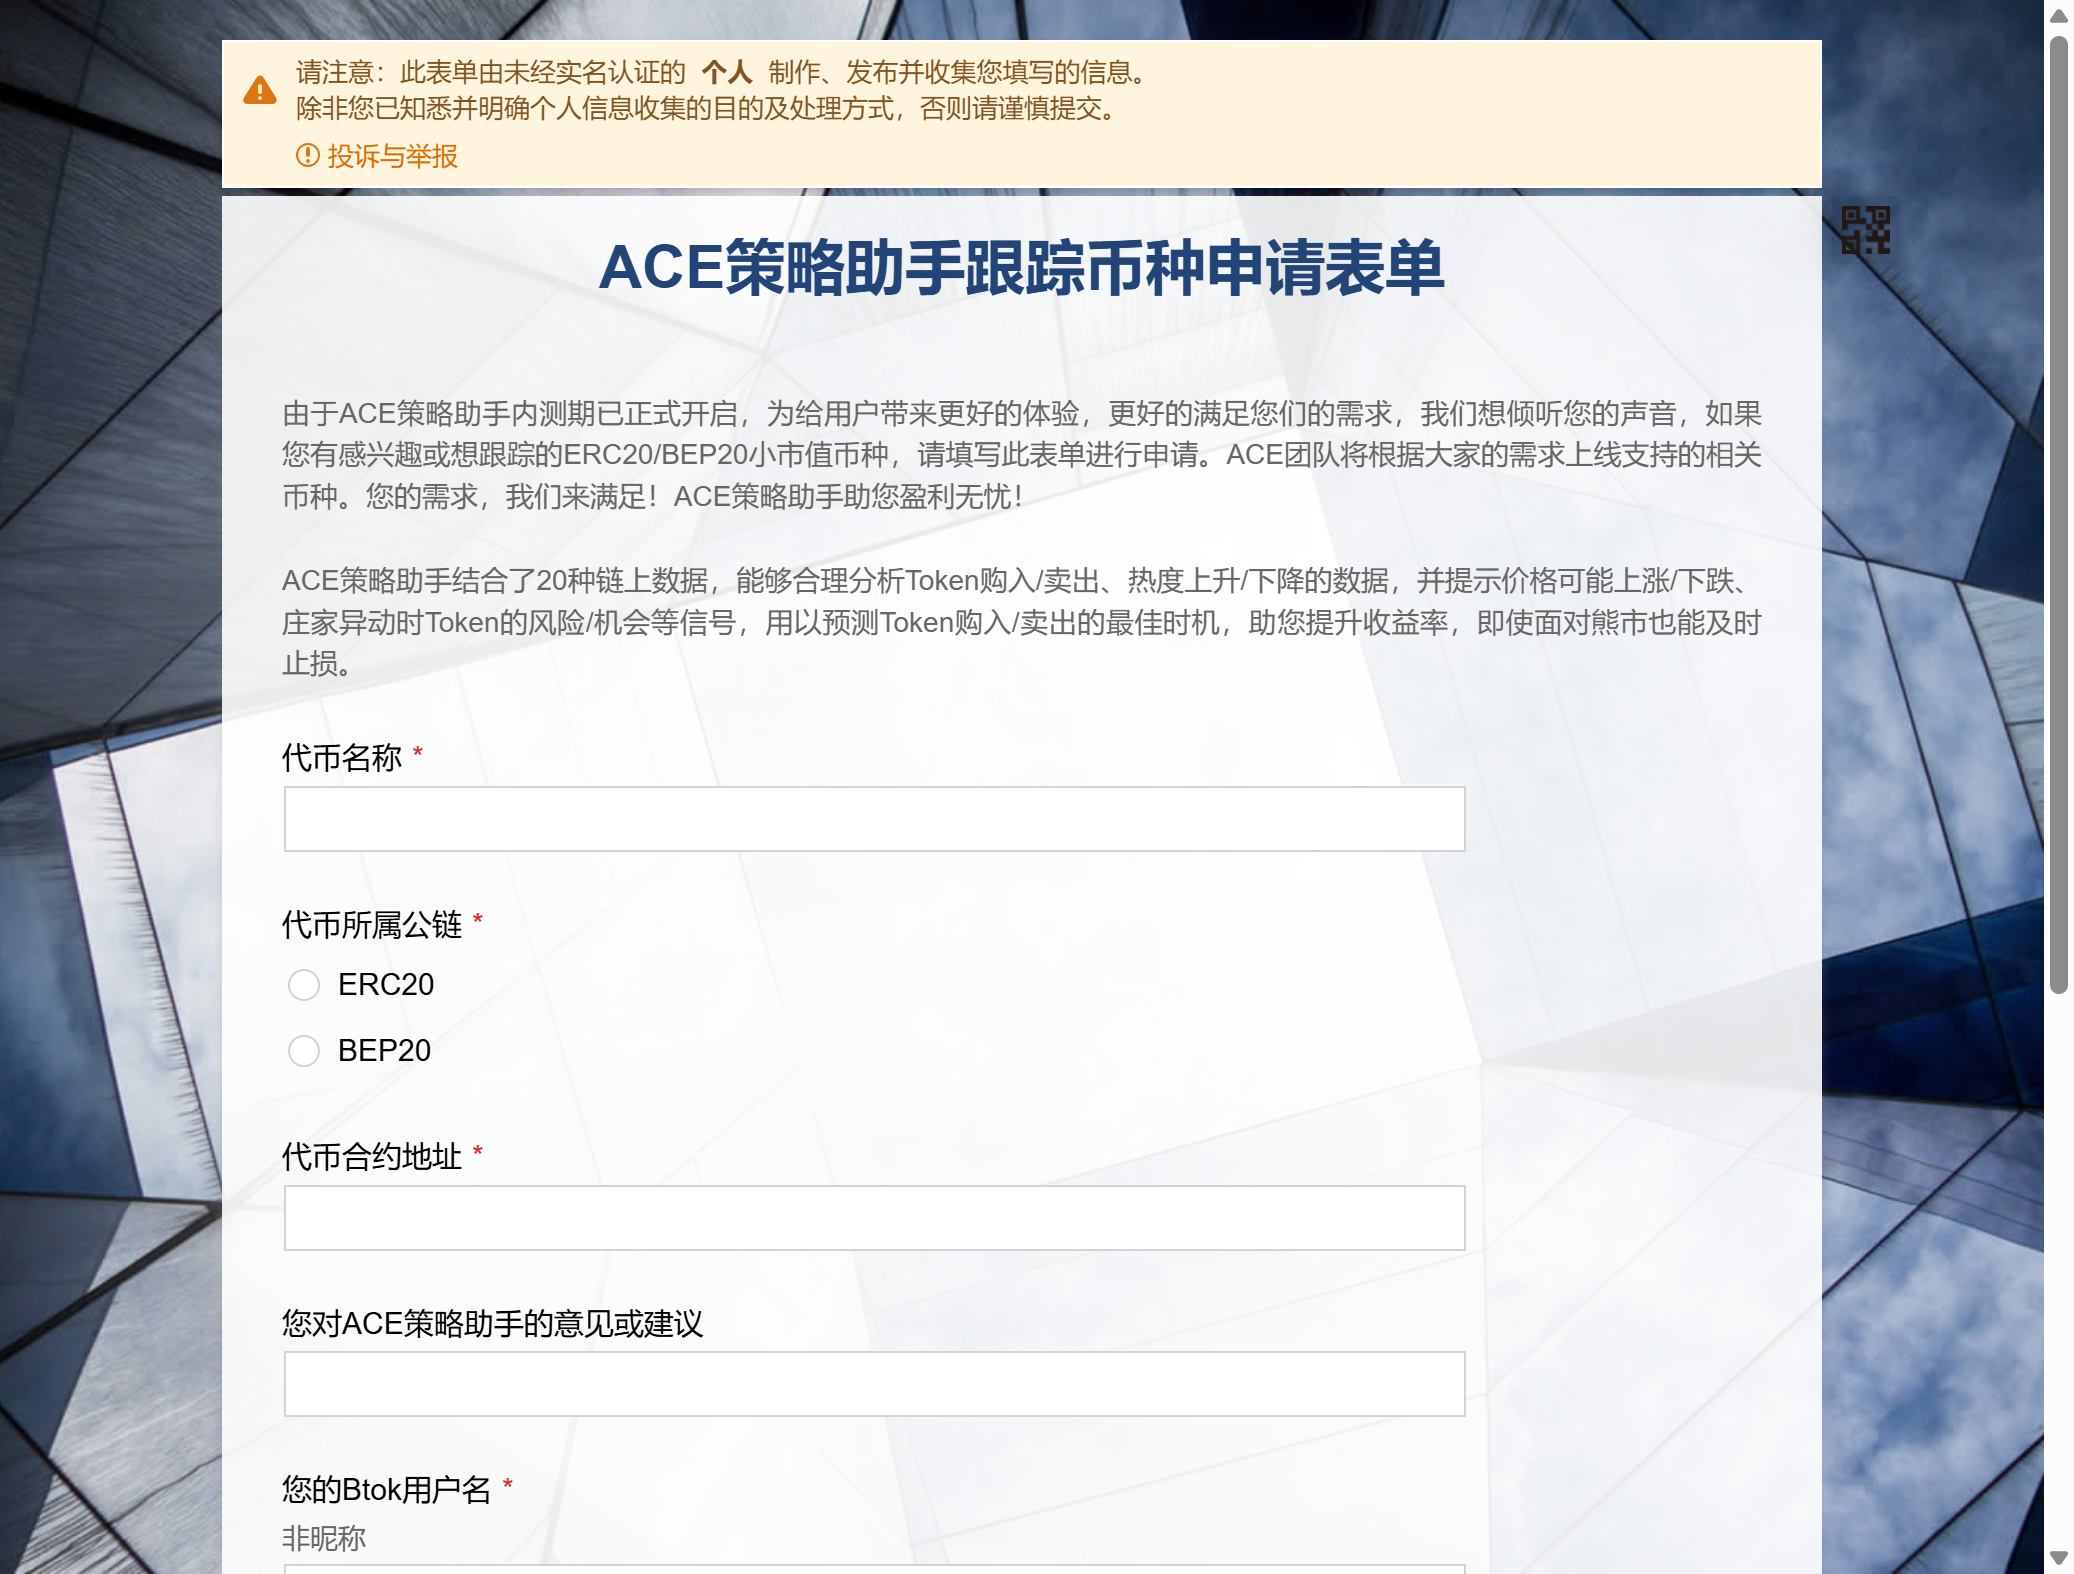 请注意：此表单由未经实名认证的 个人 制作、发布并收集您填写的信息。
除非您已知悉并明确个人信息收集的目的及处理方式，否则请谨慎提交。
投诉与举报
ACE策略助手跟踪币种申请表单
由于ACE策略助手内测期已正式开启，为给用户带来更好的体验，更好的满足您们的需求，我们想倾听您的声音，如果
您有感兴趣或想跟踪的ERC20/BEP20小市值币种，请填写此表单进行申请。ACE团队将根据大家的需求上线支持的相关
币种。您的需求，我们来满足！ACE策略助手助您盈利无忧！
ACE策略助手结合了20种链上数据，能够合理分析Token购入/卖出、热度上升/下降的数据，并提示价格可能上涨/下跌、
庄家异动时Token的风险/机会等信号，用以预测Token购入/卖出的最佳时机，助您提升收益率，即使面对熊市也能及时
止损。
代币名称 *
代币所属公链 *
ERC20
BEP20
代币合约地址 *
您对ACE策略助手的意见或建议
您的Btok用户名 *
非昵称